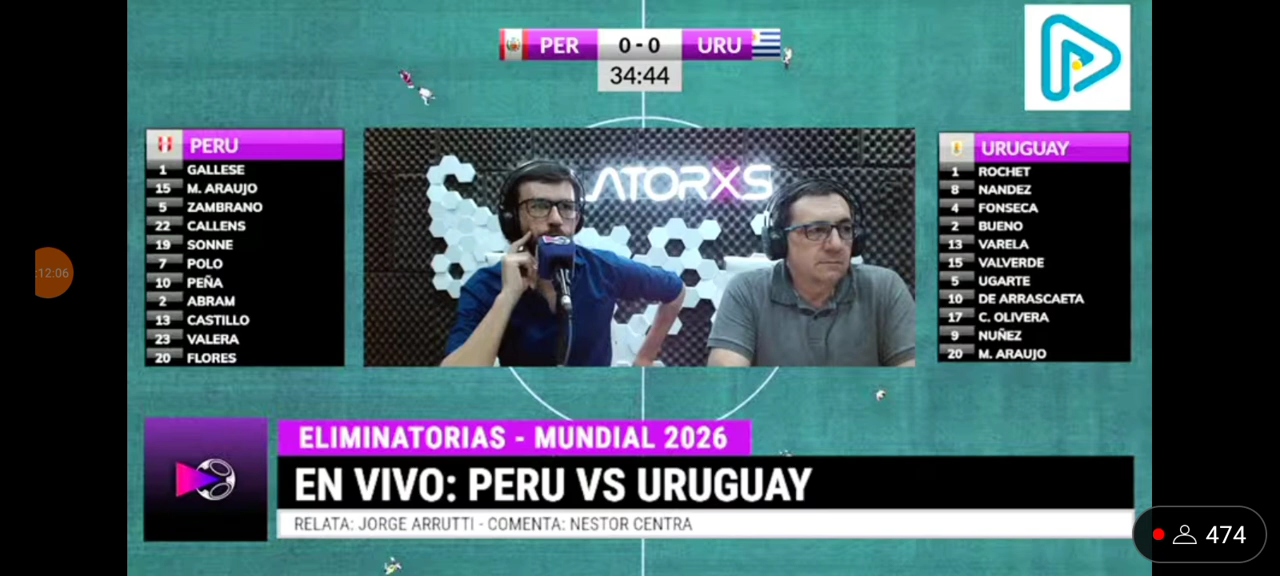 PER 0 - 0 URU
34:44
PERU
1 GALLESE
15 M. ARAUJO
5 ZAMBRANO
22 CALLENS
19 SONNE
7 POLO
10 PEÑA
2 ABRAM
13 CASTILLO
23 VALERA
20 FLORES
ATORXS
URUGUAY
1 ROCHET
8 NANDEZ
4 FONSECA
2 BUENO
13 VARELA
15 VALVERDE
5 UGARTE
10 DE ARRASCAETA
17 C. OLIVERA
9 NUÑEZ
20 M. ARAUJO
:12:06
ELIMINATORIAS - MUNDIAL 2026
EN VIVO: PERU VS URUGUAY
RELATA: JORGE ARRUTTI - COMENTA: NESTOR CENTRA
474